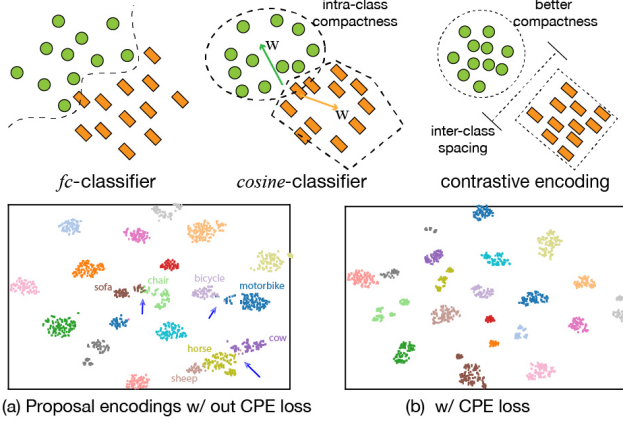 intra-class
compactness
better
compactness
W
W
inter-class
spacing
fc-classifier
cosine-classifier
contrastive encoding
sofa
chair
bicycle
motorbike
horse
cow
sheep
(a) Proposal encodings w/ out CPE loss
(b) w/ CPE loss